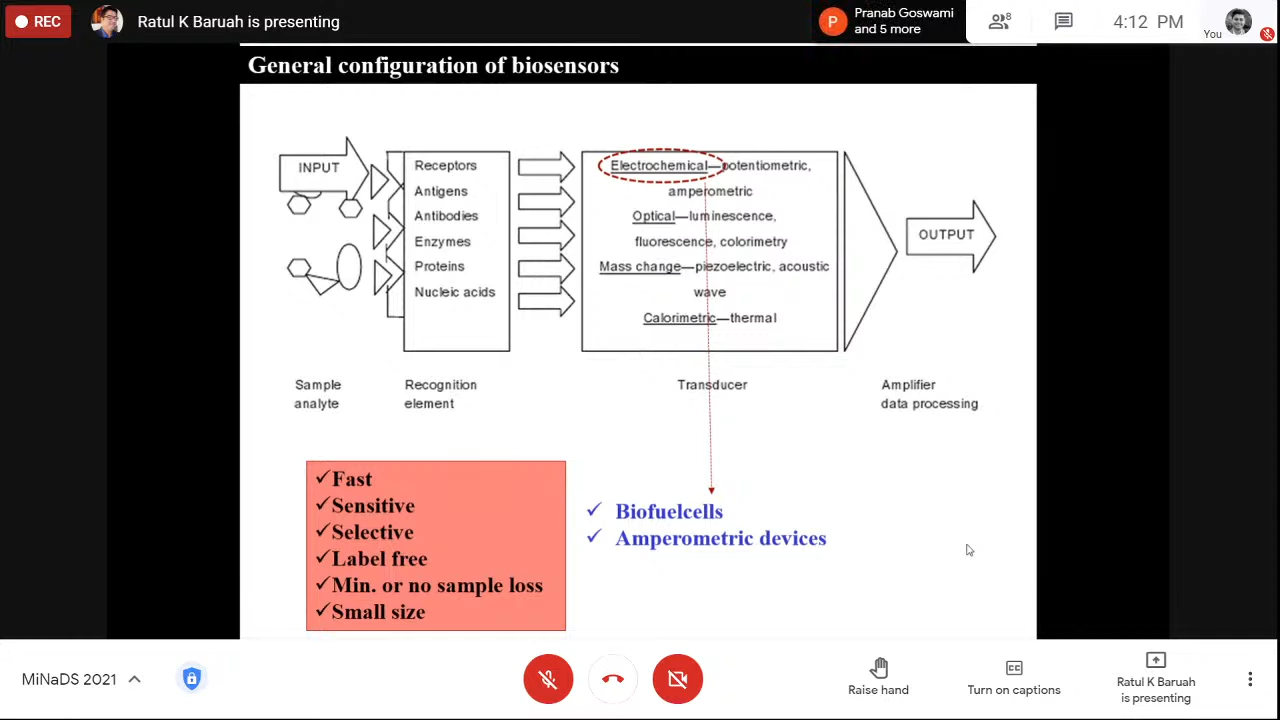 REC
Ratul K Baruah is presenting
P
Pranab Goswami
and 5 more
8
4:12 PM
You
General configuration of biosensors
INPUT
Receptors
Antigens
Antibodies
Enzymes
Proteins
Nucleic acids
Electrochemical—potentiometric,
amperometric
Optical—luminescence,
fluorescence, colorimetry
Mass change—piezoelectric, acoustic
wave
Calorimetric—thermal
OUTPUT
Sample
analyte
Recognition
element
Transducer
Amplifier
data processing
✓Fast
✓Sensitive
✓Selective
✓Label free
✓Min. or no sample loss
✓Small size
✓ Biofuelcells
✓ Amperometric devices
MiNaDS 2021
Raise hand
CC
Turn on captions
Ratul K Baruah
is presenting